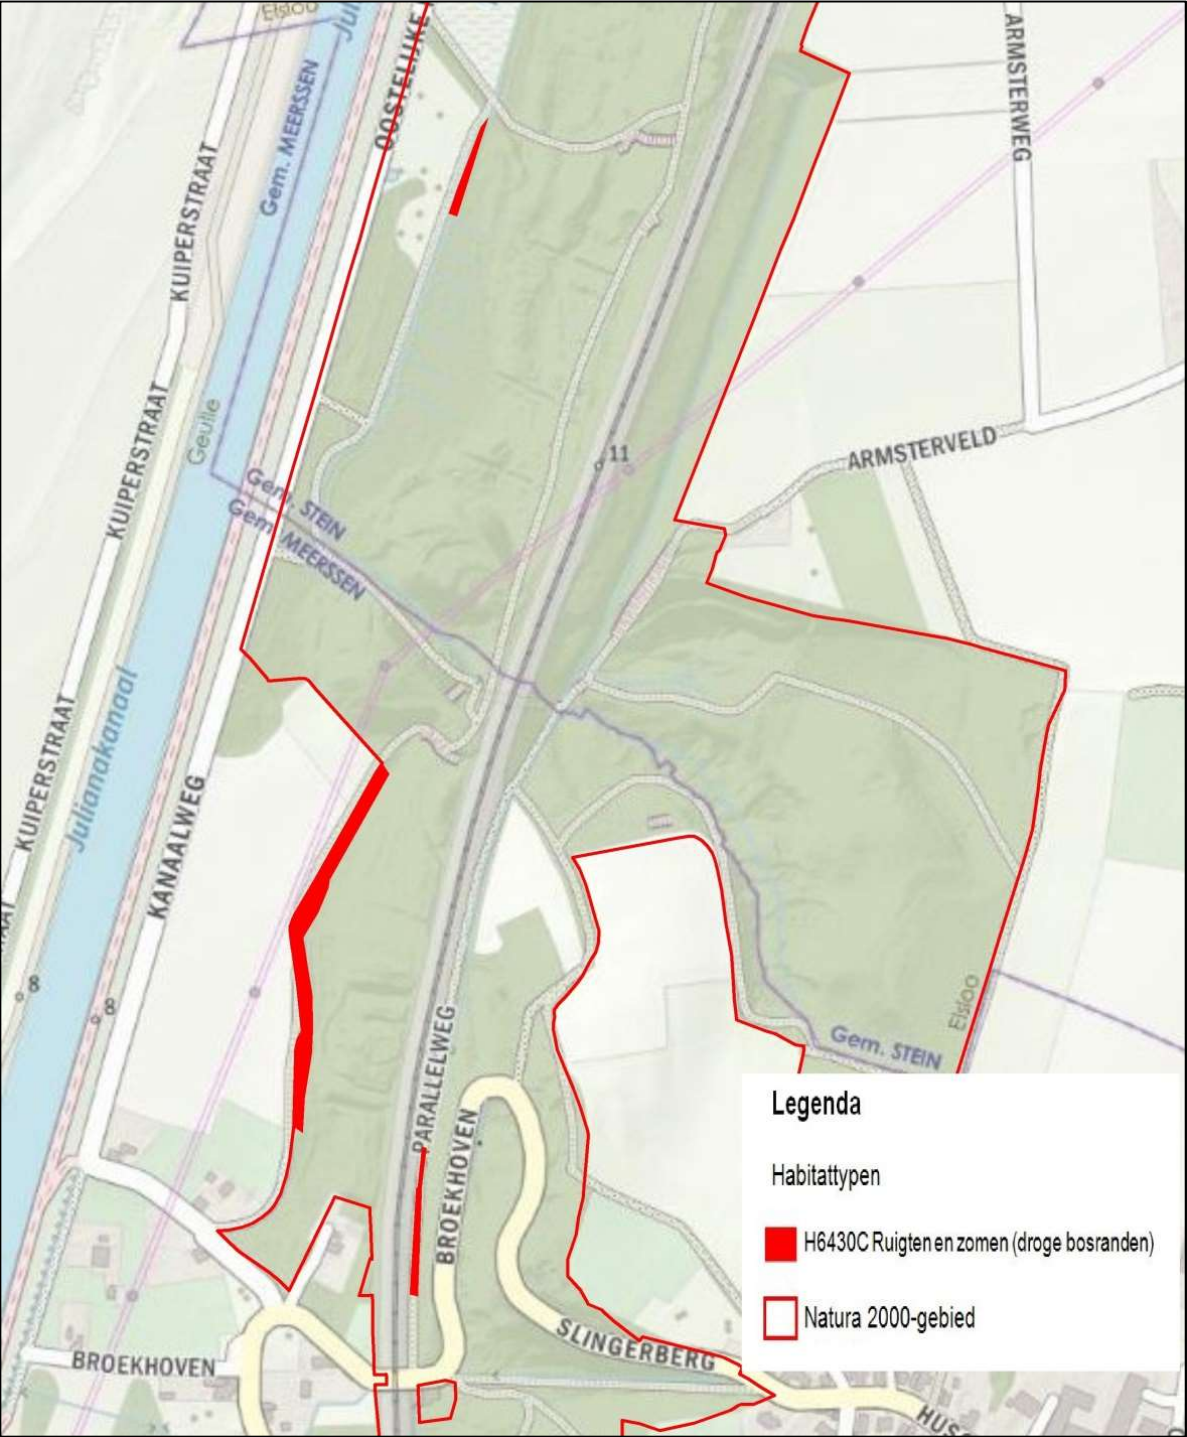 Elsloo
Jul
OOSTELIJKE
ARMSTERWEG
Gem. MEERSSEN
KUIPERSTRAAT
KUIPERSTRAAT
Geulle
11
ARMSTERVELD
Gem. STEIN
Gem. MEERSSEN
KUIPERSTRAAT
Julianakanaal
KANAALWEG
8
8
Elsloo
PARALLELWEG
Gem. STEIN
BROEKHOVEN
Legenda
Habitattypen
H6430C Ruigten en zomen (droge bosranden)
Natura 2000-gebied
SLINGERBERG
BROEKHOVEN